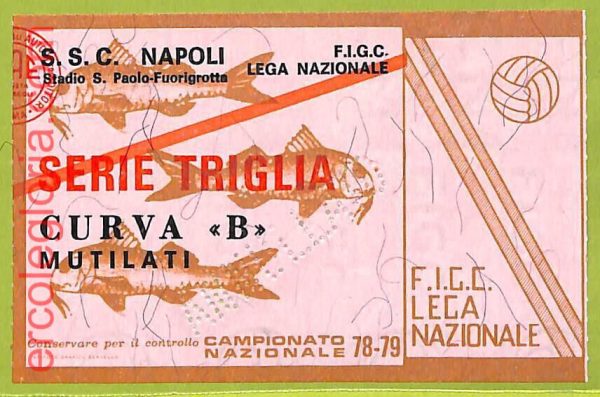 S. S. C. NAPOLI
Stadio S. Paolo-Fuorigrotta
F.I.G.C.
LEGA NAZIONALE
SERIE TRIGLIA
CURVA «B»
MUTILATI
Conservare per il controllo
CAMPIONATO
NAZIONALE 78-79
F.I.G.C.
LEGA
NAZIONALE
ercolegloria.com